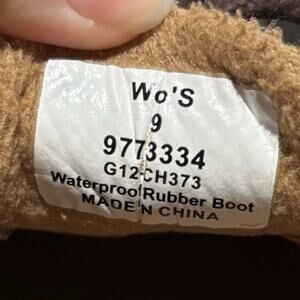 Wo'S
9
9773334
G12CH373
Waterproof Rubber Boot
MADE IN CHINA